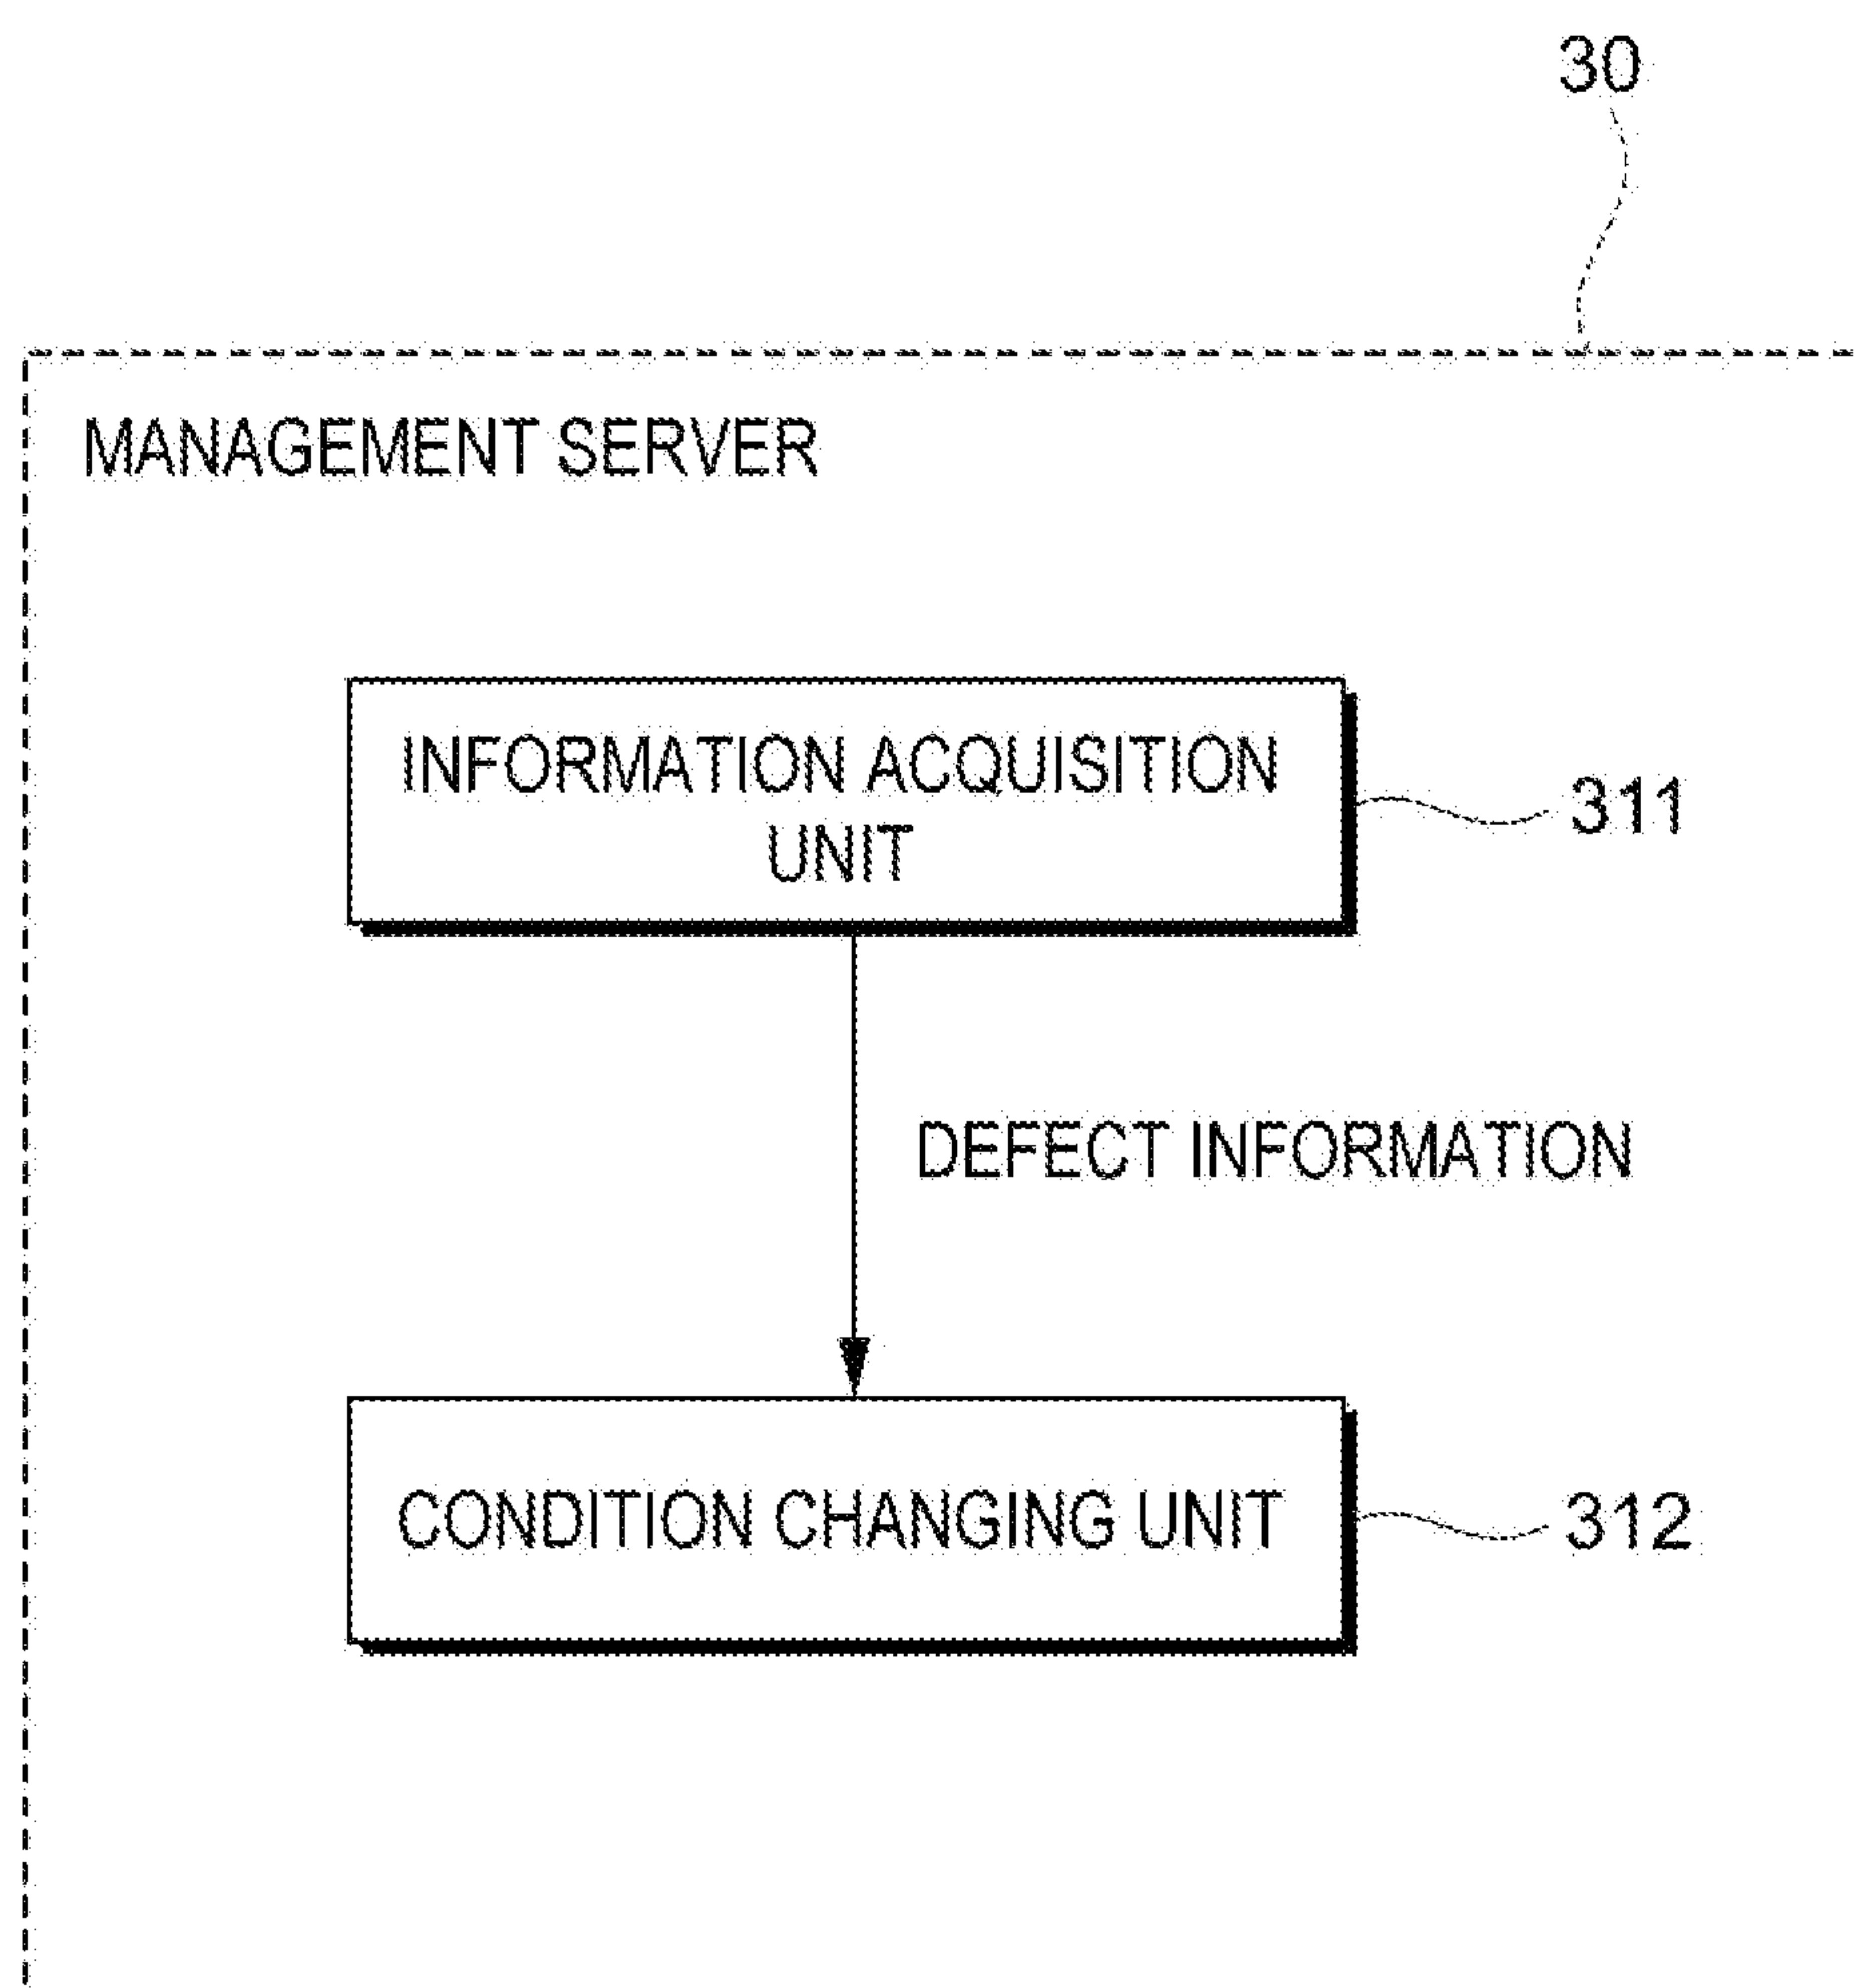 30
MANAGEMENT SERVER
INFORMATION ACQUISITION
UNIT
311
DEFECT INFORMATION
CONDITION CHANGING UNIT
312